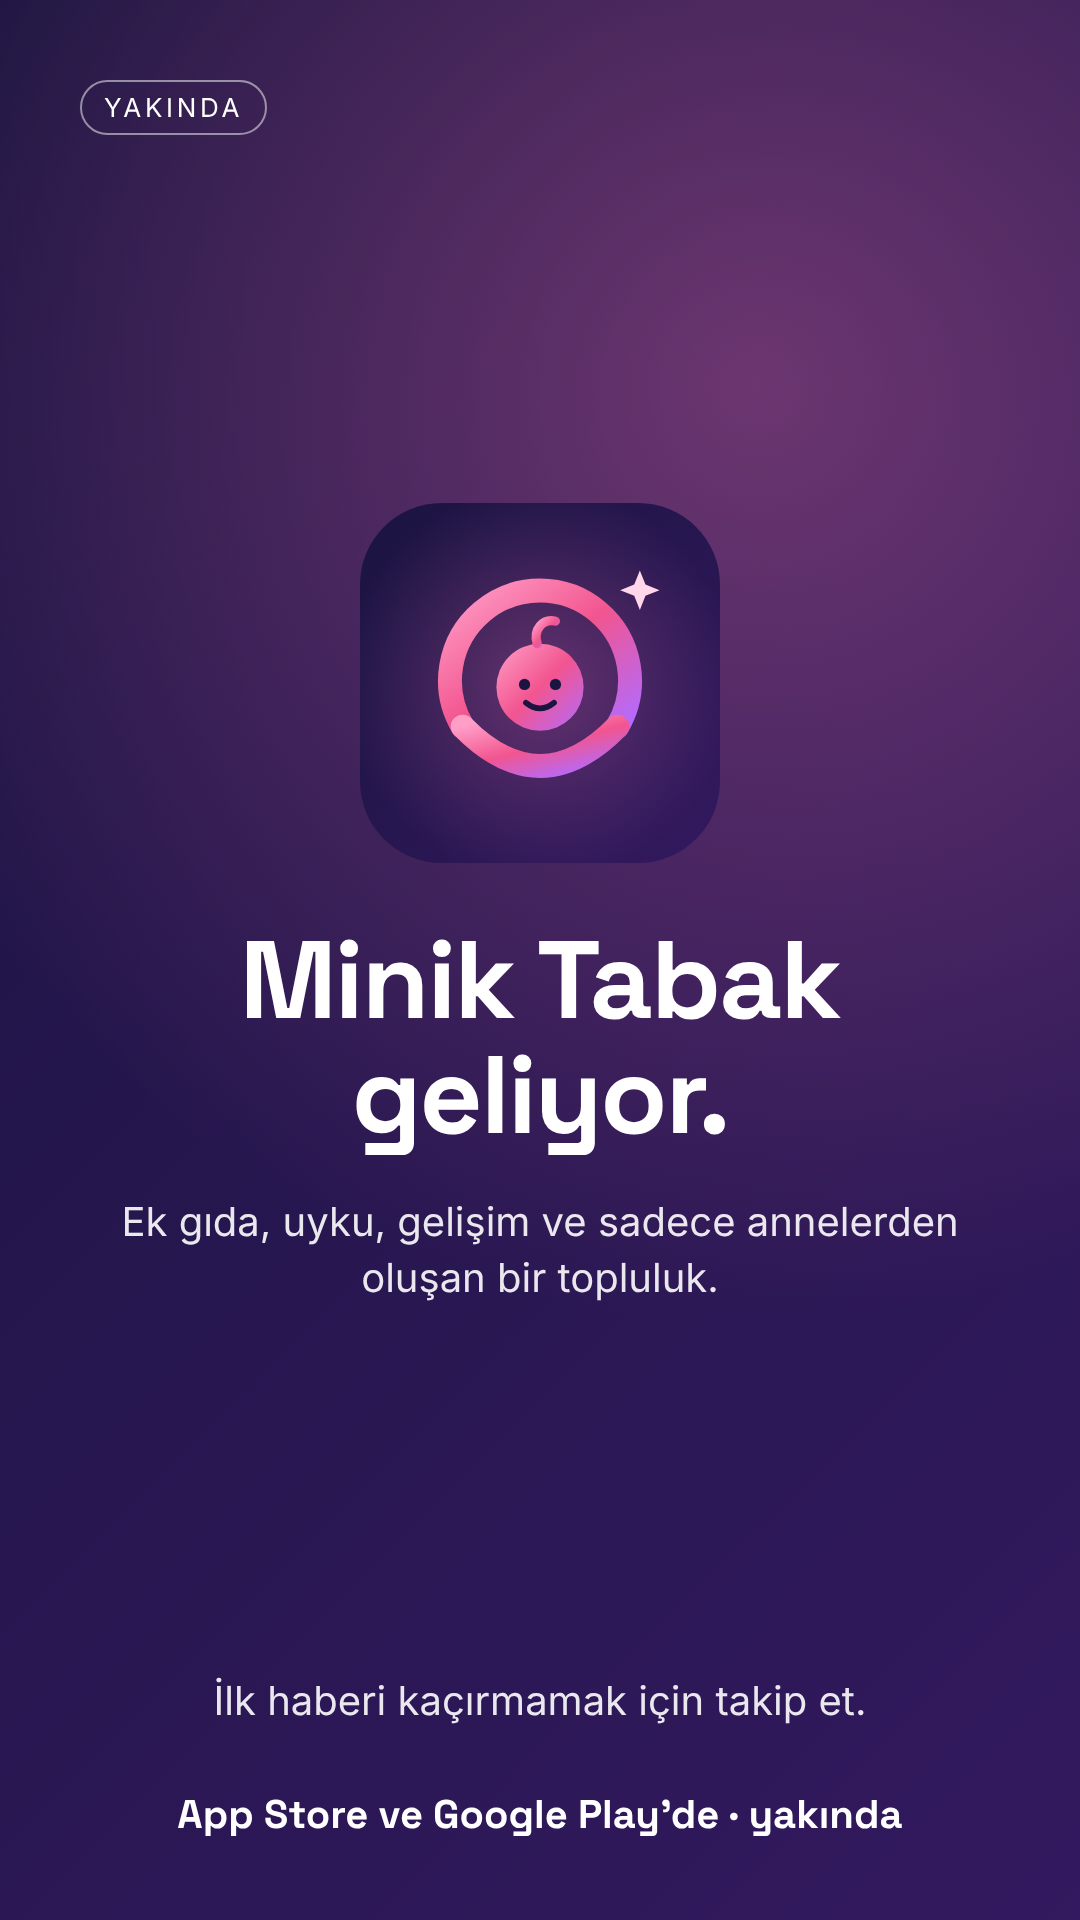 YAKINDA
Minik Tabak
geliyor.
Ek gıda, uyku, gelişim ve sadece annelerden
oluşan bir topluluk.
İlk haberi kaçırmamak için takip et.
App Store ve Google Play’de · yakında